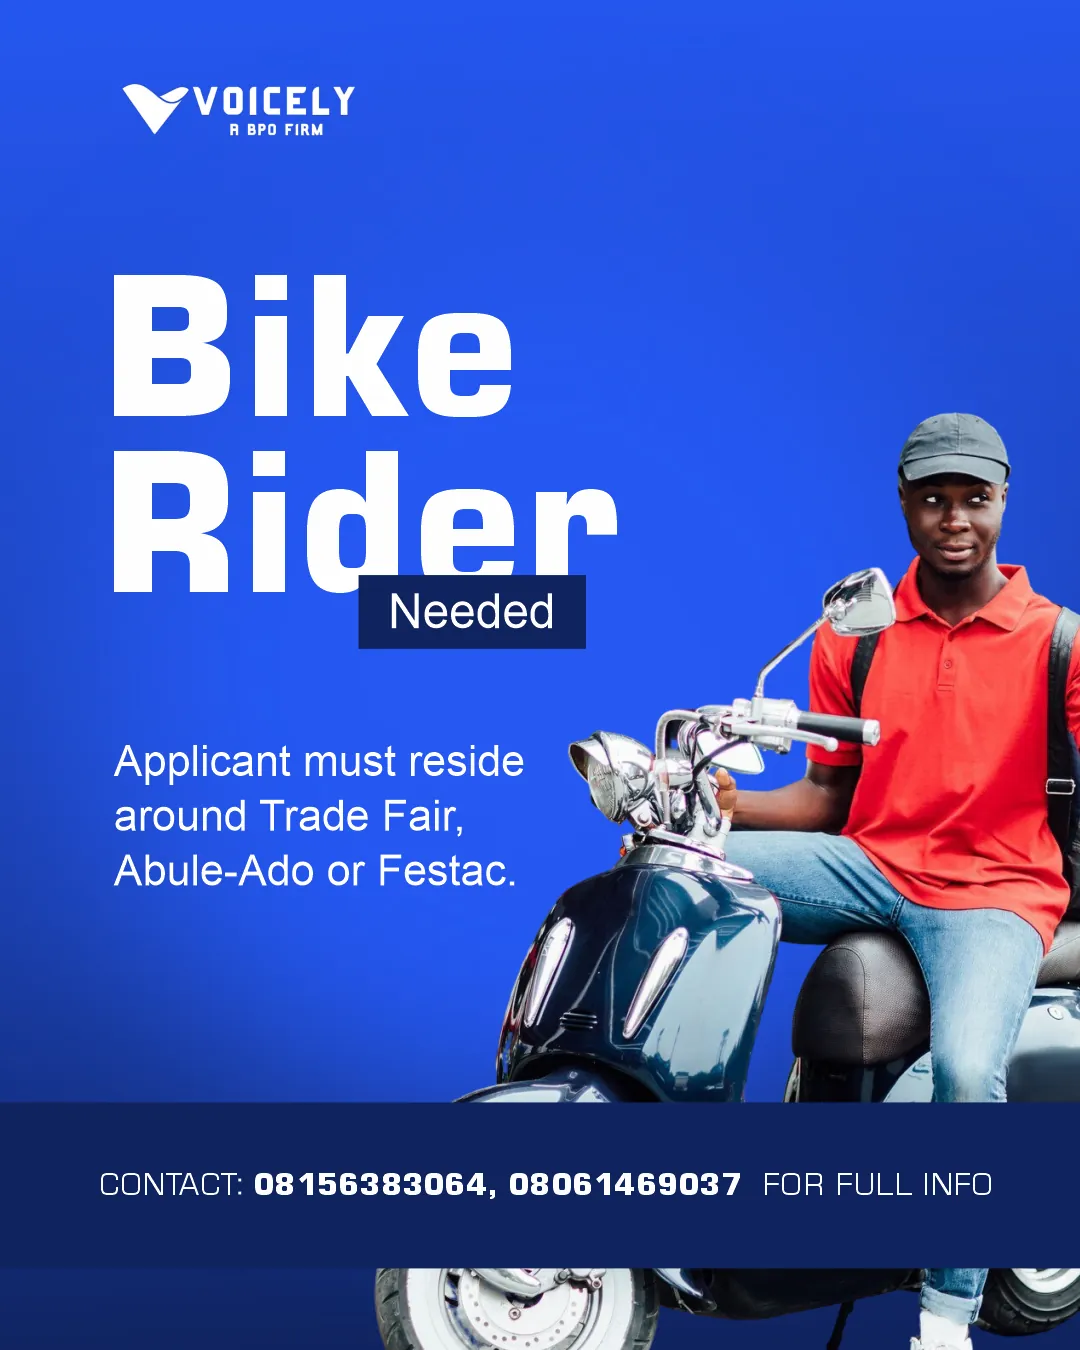 VOICELY
A BPO FIRM
Bike
Rider
Needed
Applicant must reside
around Trade Fair,
Abule-Ado or Festac.
CONTACT: 08156383064, 08061469037 FOR FULL INFO